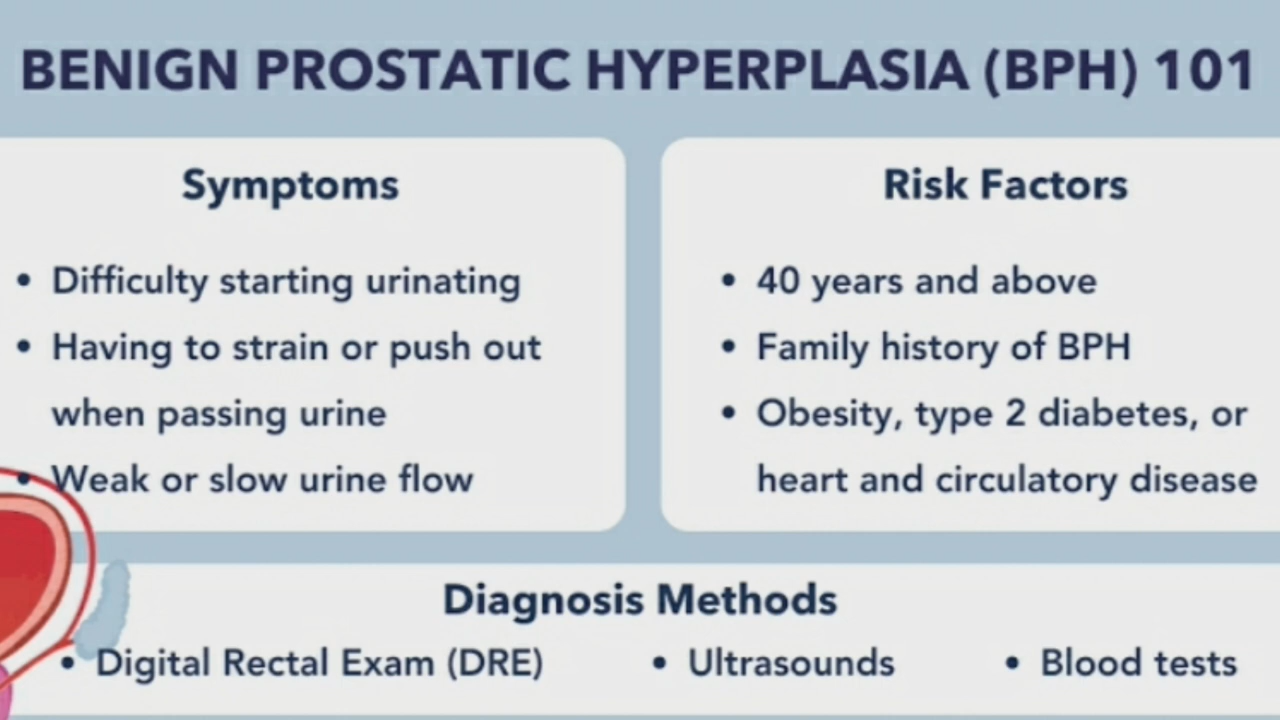 BENIGN PROSTATIC HYPERPLASIA (BPH) 101
Symptoms
• Difficulty starting urinating
• Having to strain or push out
when passing urine
• Weak or slow urine flow
Risk Factors
• 40 years and above
• Family history of BPH
• Obesity, type 2 diabetes, or
heart and circulatory disease
Diagnosis Methods
• Digital Rectal Exam (DRE)
• Ultrasounds
• Blood tests